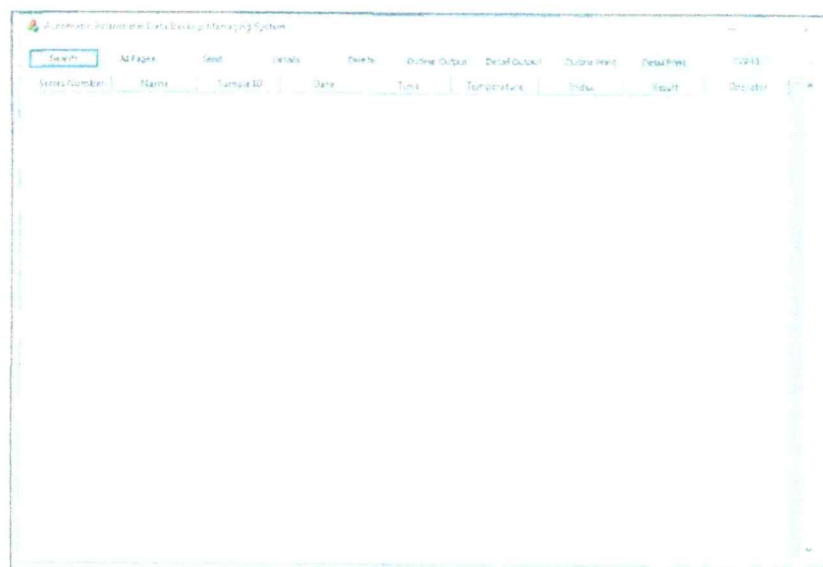 Automatic Polarimeter Data Backup Managing System
Search All Pages Send Details Delete Outline Output Detail Output Outline Print Detail Print
Series Number Name Sample ID Date Time Temperature Index Result Operator